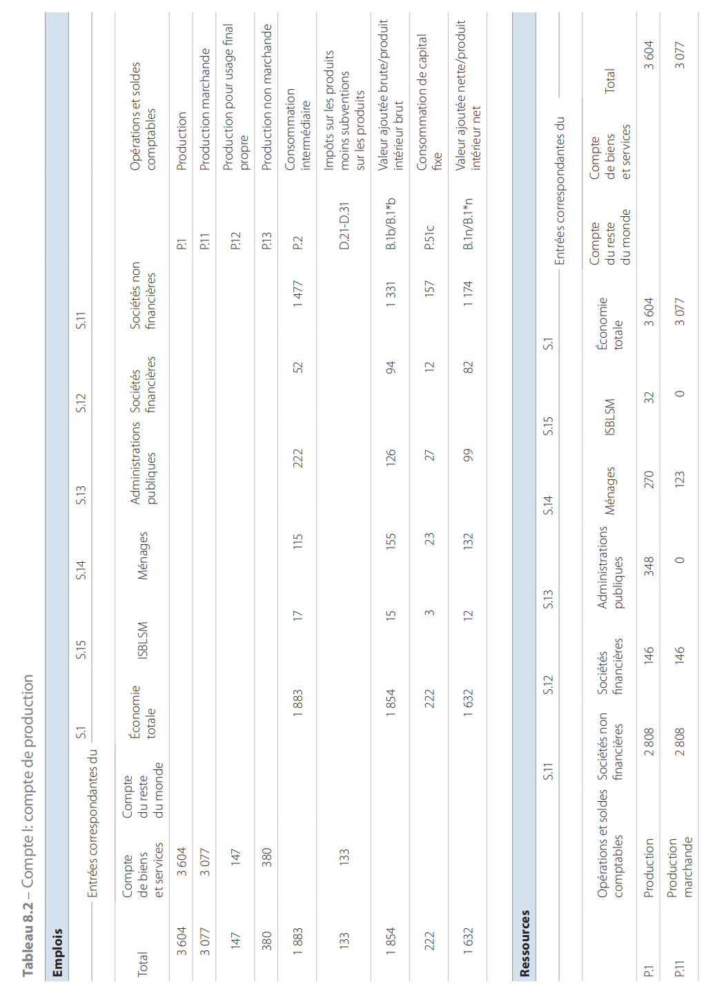 Tableau 8.2 – Compte I: compte de production
Emplois
S.1 S.15 S.14 S.13 S.12 S.11
Entrées correspondantes du
Total
Compte
de biens
et services
Compte
du reste
du monde
Économie
totale
ISBLSM
Ménages
Administrations
publiques
Sociétés
financières
Sociétés non
financières
Opérations et soldes
comptables
3 604 3 604 P.1 Production
3 077 3 077 P.11 Production marchande
147 147 P.12 Production pour usage final
propre
380 380 P.13 Production non marchande
1 883 1 883 17 115 222 52 1 477 P.2 Consommation
intermédiaire
133 133 D.21-D.31 Impôts sur les produits
moins subventions
sur les produits
1 854 1 854 15 155 126 94 1 331 B.1b/B.1*b Valeur ajoutée brute/produit
intérieur brut
222 222 3 23 27 12 157 P.51c Consommation de capital
fixe
1 632 1 632 12 132 99 82 1 174 B.1n/B.1*n Valeur ajoutée nette/produit
intérieur net
Ressources
S.11 S.12 S.13 S.14 S.15 S.1
Entrées correspondantes du
Opérations et soldes
comptables
Sociétés non
financières
Sociétés
financières
Administrations
publiques
Ménages
ISBLSM
Économie
totale
Compte
du reste
du monde
Compte
de biens
et services
Total
P.1 Production 2 808 146 348 270 32 3 604 3 604
P.11 Production
marchande 2 808 146 0 123 0 3 077 3 077